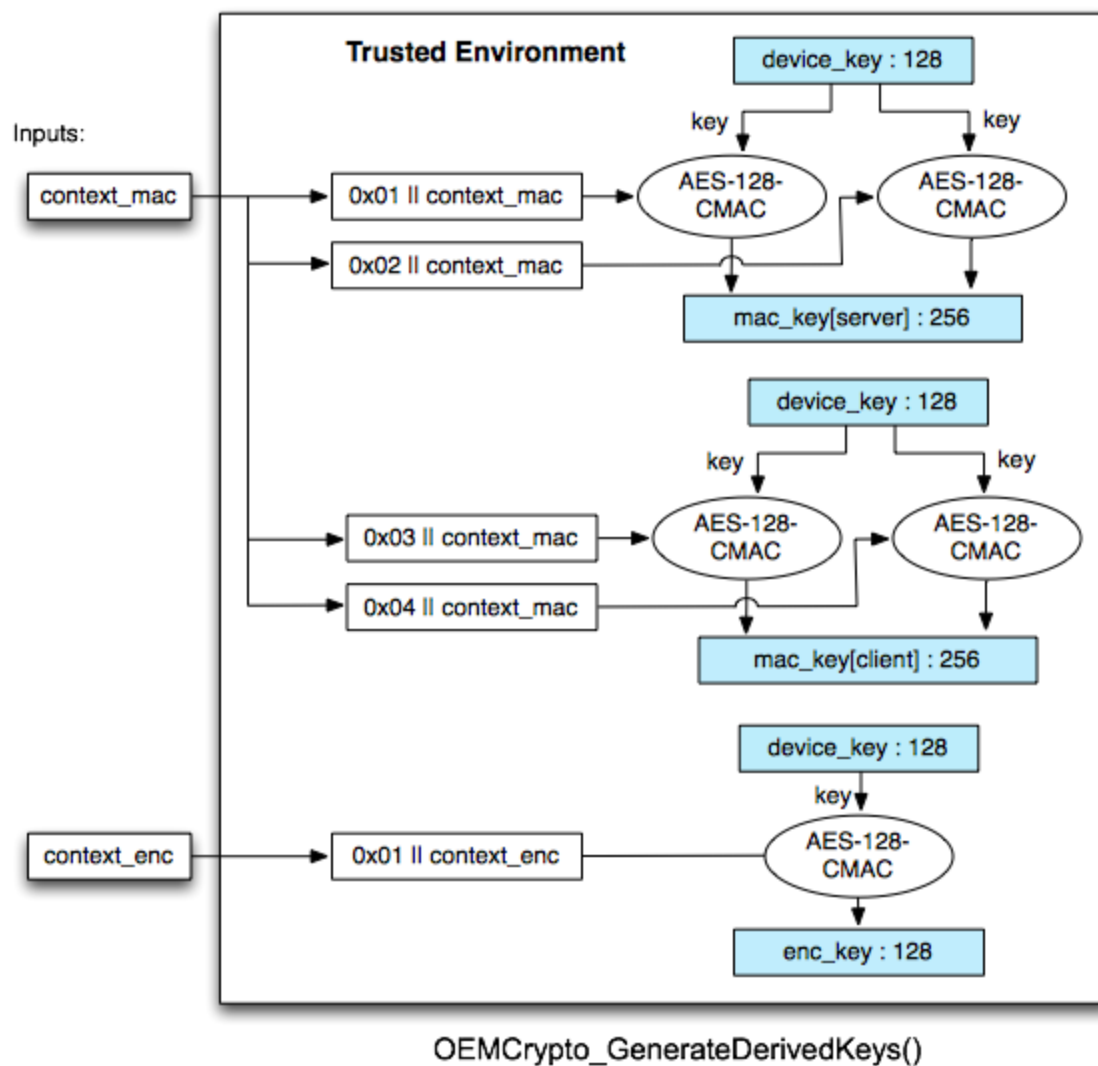 Trusted Environment
device_key : 128
Inputs:
key
key
context_mac
0x01 || context_mac
AES-128-
CMAC
AES-128-
CMAC
0x02 || context_mac
mac_key[server] : 256
device_key : 128
key
key
0x03 || context_mac
AES-128-
CMAC
AES-128-
CMAC
0x04 || context_mac
mac_key[client] : 256
device_key : 128
key
context_enc
0x01 || context_enc
AES-128-
CMAC
enc_key : 128
OEMCrypto_GenerateDerivedKeys()